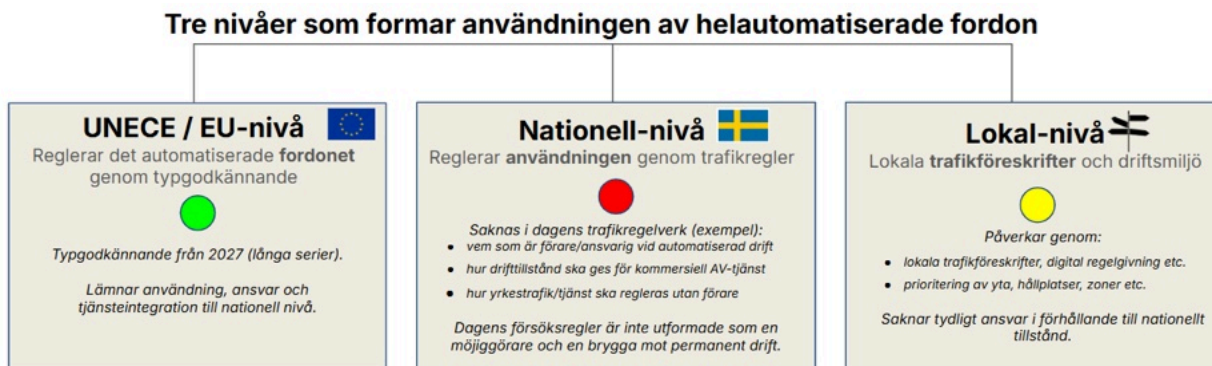 Tre nivåer som formar användningen av helautomatiserade fordon
UNECE / EU-nivå
Reglerar det automatiserade fordonet
genom typgodkännande
Typgodkännande från 2027 (långa serier).
Lämnar användning, ansvar och
tjänsteintegration till nationell nivå.
Nationell-nivå
Reglerar användningen genom trafikregler
Saknas i dagens trafikregelverk (exempel):
• vem som är förare/ansvarig vid automatiserad drift
• hur drifttillstånd ska ges för kommersiell AV-tjänst
• hur yrkestrafik/tjänst ska regleras utan förare
Dagens försöksregler är inte utformade som en
möjiggörare och en brygga mot permanent drift.
Lokal-nivå
Lokala trafikföreskrifter och driftsmiljö
Påverkar genom:
• lokala trafikföreskrifter, digital regelgivning etc.
• prioritering av yta, hållplatser, zoner etc.
Saknar tydligt ansvar i förhållande till nationellt
tillstånd.